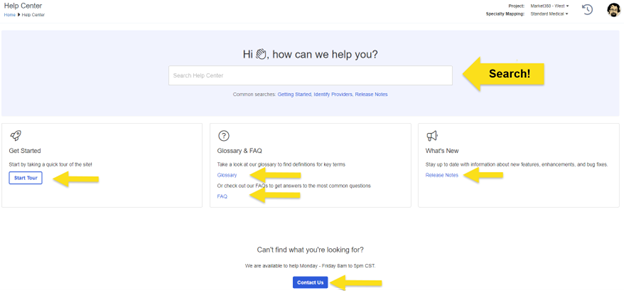 Help Center
Home ▸ Help Center
Project: Market360 - West
Specialty Mapping: Standard Medical
Hi, how can we help you?
Search Help Center
Search!
Common searches: Getting Started, Identify Providers, Release Notes
Get Started
Start by taking a quick tour of the site!
Start Tour
Glossary & FAQ
Take a look at our glossary to find definitions for key terms
Glossary
Or check out our FAQs to get answers to the most common questions
FAQ
What's New
Stay up to date with information about new features, enhancements, and bug fixes.
Release Notes
Can't find what you're looking for?
We are available to help Monday - Friday 8am to 5pm CST.
Contact Us